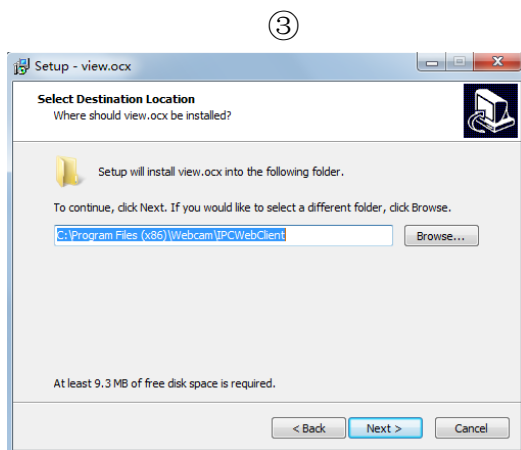 ③
Setup - view.ocx
Select Destination Location
Where should view.ocx be installed?
Setup will install view.ocx into the following folder.
To continue, click Next. If you would like to select a different folder, click Browse.
C:\Program Files (x86)\Webcam\IPCWebClient
Browse...
At least 9.3 MB of free disk space is required.
< Back Next > Cancel